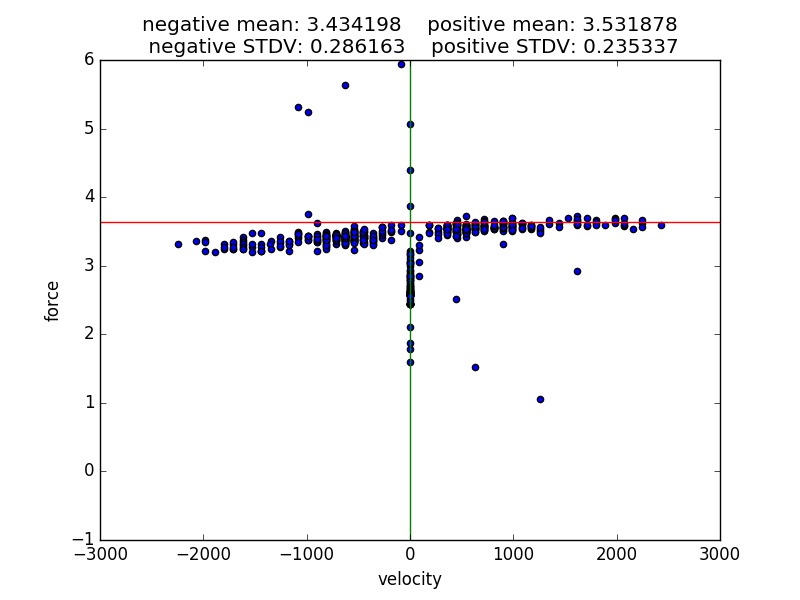 negative mean: 3.434198 positive mean: 3.531878
negative STDV: 0.286163 positive STDV: 0.235337
6
5
4
3
2
1
0
−1
force
−3000 −2000 −1000 0 1000 2000 3000
velocity